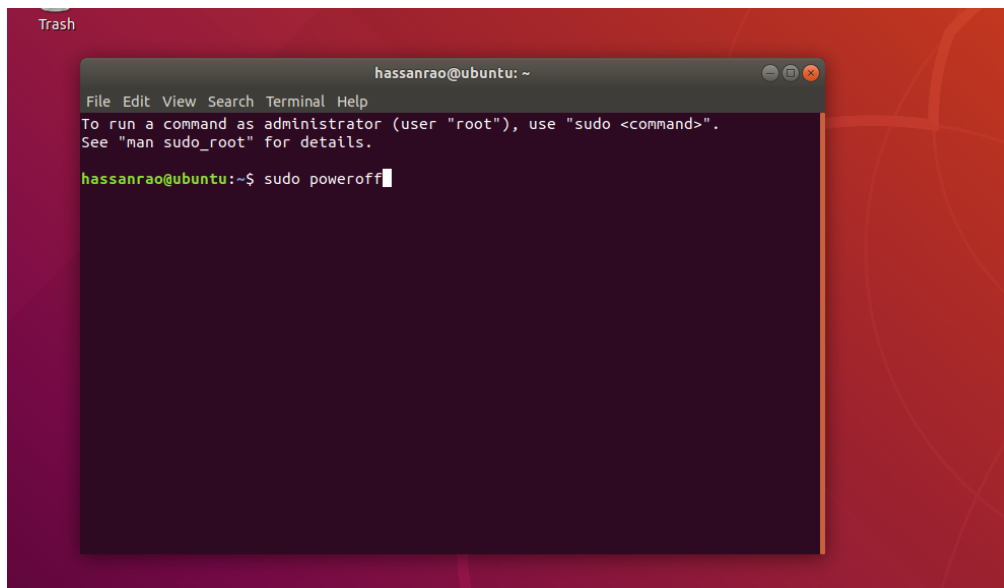 Trash
hassanrao@ubuntu: ~
File Edit View Search Terminal Help
To run a command as administrator (user "root"), use "sudo <command>".
See "man sudo_root" for details.
hassanrao@ubuntu:~$ sudo poweroff